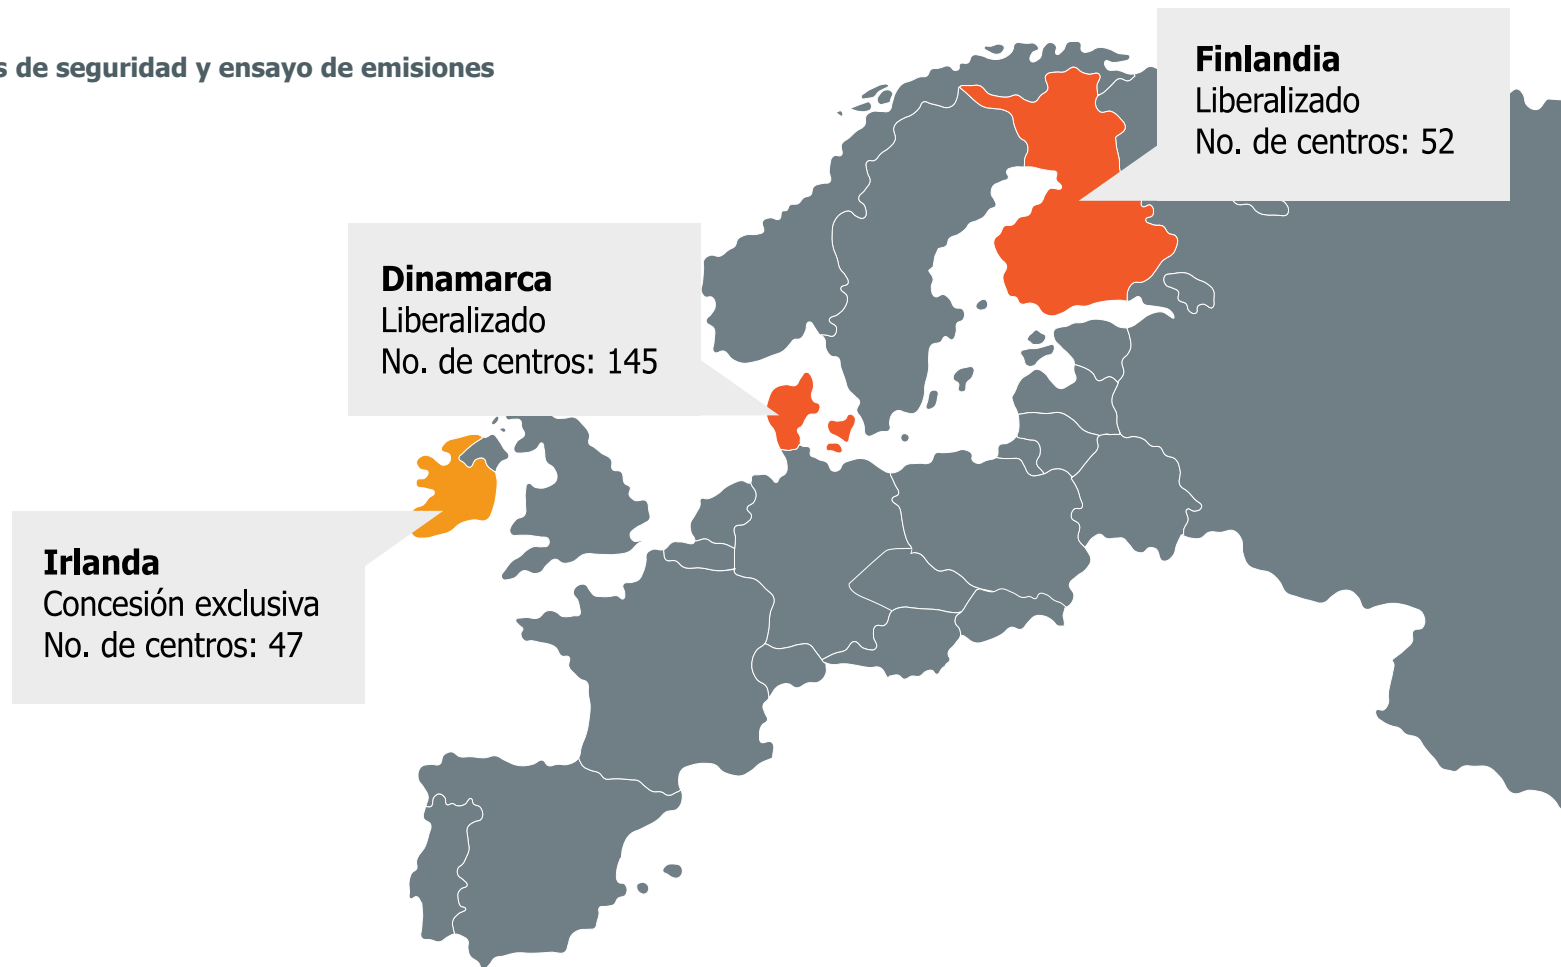 de seguridad y ensayo de emisiones
Finlandia
Liberalizado
No. de centros: 52
Dinamarca
Liberalizado
No. de centros: 145
Irlanda
Concesión exclusiva
No. de centros: 47